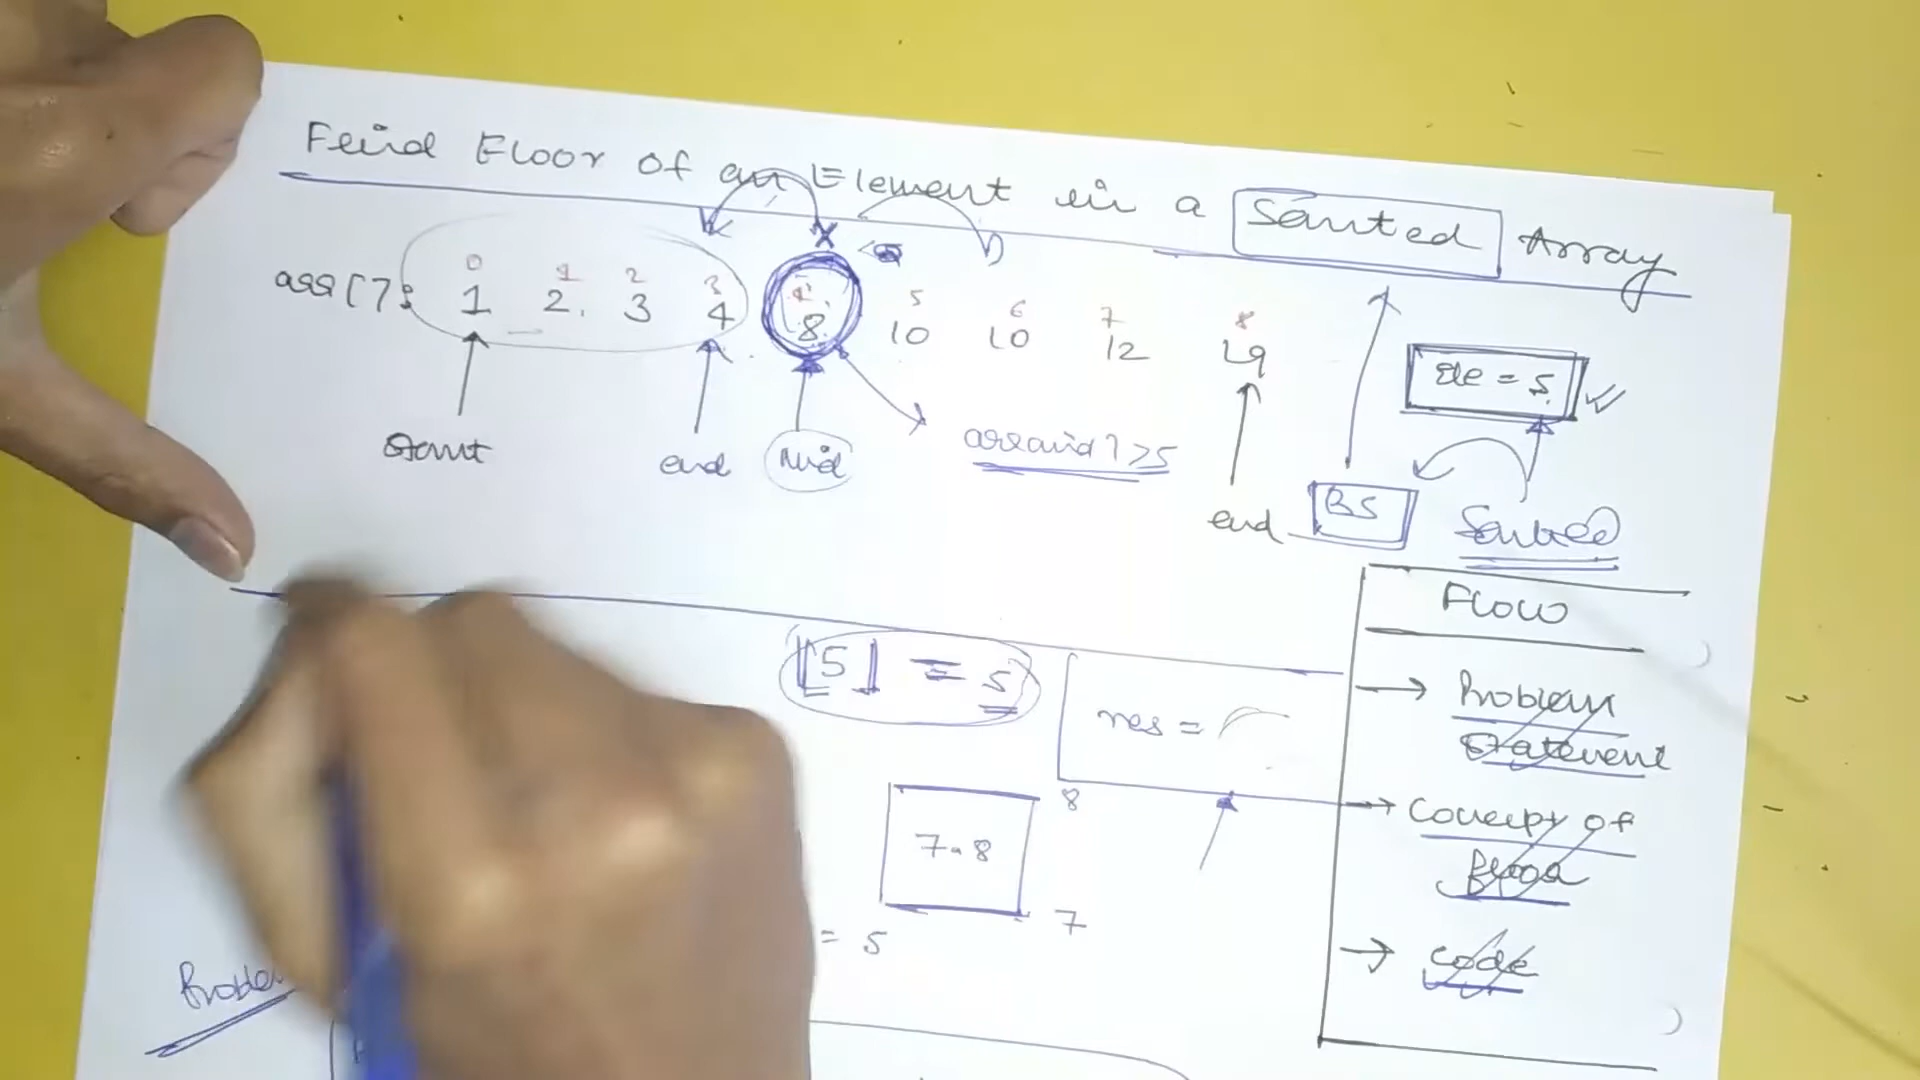 Find Floor of an Element in a Sorted Array
0 1 2 3 4 5 6 7 8
arr[]: 1 2. 3 4 8 10 10 12 19
ele = 5
start end Mid arr[mid] > 5
end BS Sorted
Flow
[5] = 5
res =
→ Problem
Statement
7.8
8
7
→ Concept of
floor
= 5
→ Code
Problem